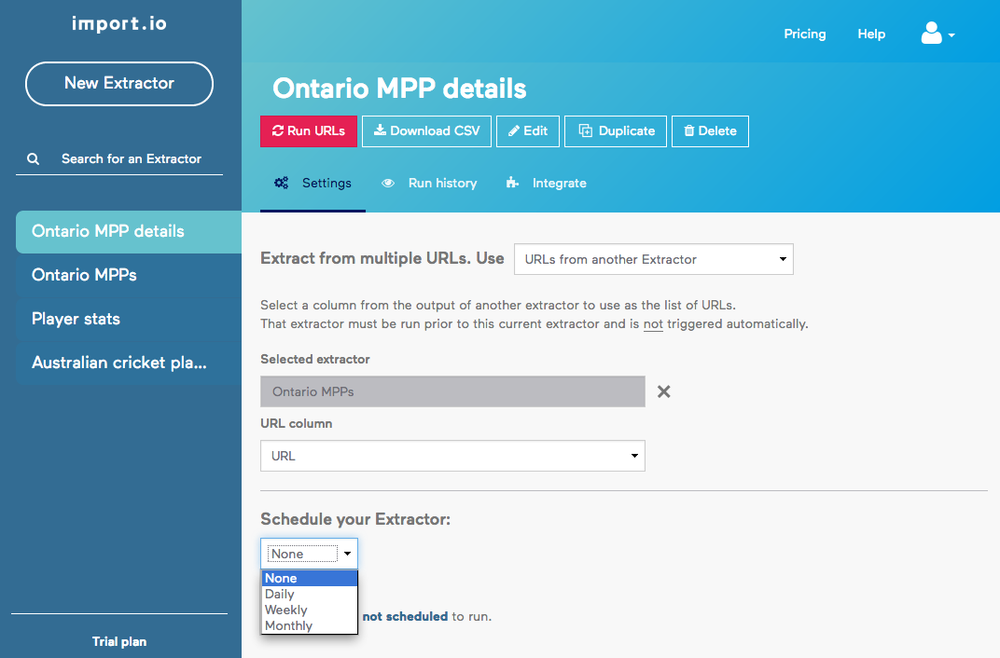 import.io
New Extractor
Search for an Extractor
Ontario MPP details
Ontario MPPs
Player stats
Australian cricket pla...
Trial plan
Pricing Help
Ontario MPP details
Run URLs Download CSV Edit Duplicate Delete
Settings Run history Integrate
Extract from multiple URLs. Use URLs from another Extractor
Select a column from the output of another extractor to use as the list of URLs.
That extractor must be run prior to this current extractor and is not triggered automatically.
Selected extractor
Ontario MPPs
URL column
URL
Schedule your Extractor:
None
None
Daily
Weekly
Monthly
not scheduled to run.